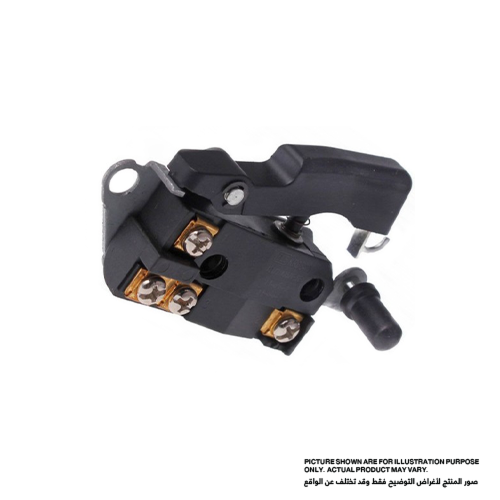 PICTURE SHOWN ARE FOR ILLUSTRATION PURPOSE
ONLY. ACTUAL PRODUCT MAY VARY.
صور المنتج لأغراض التوضيح فقط وقد تختلف عن الواقع